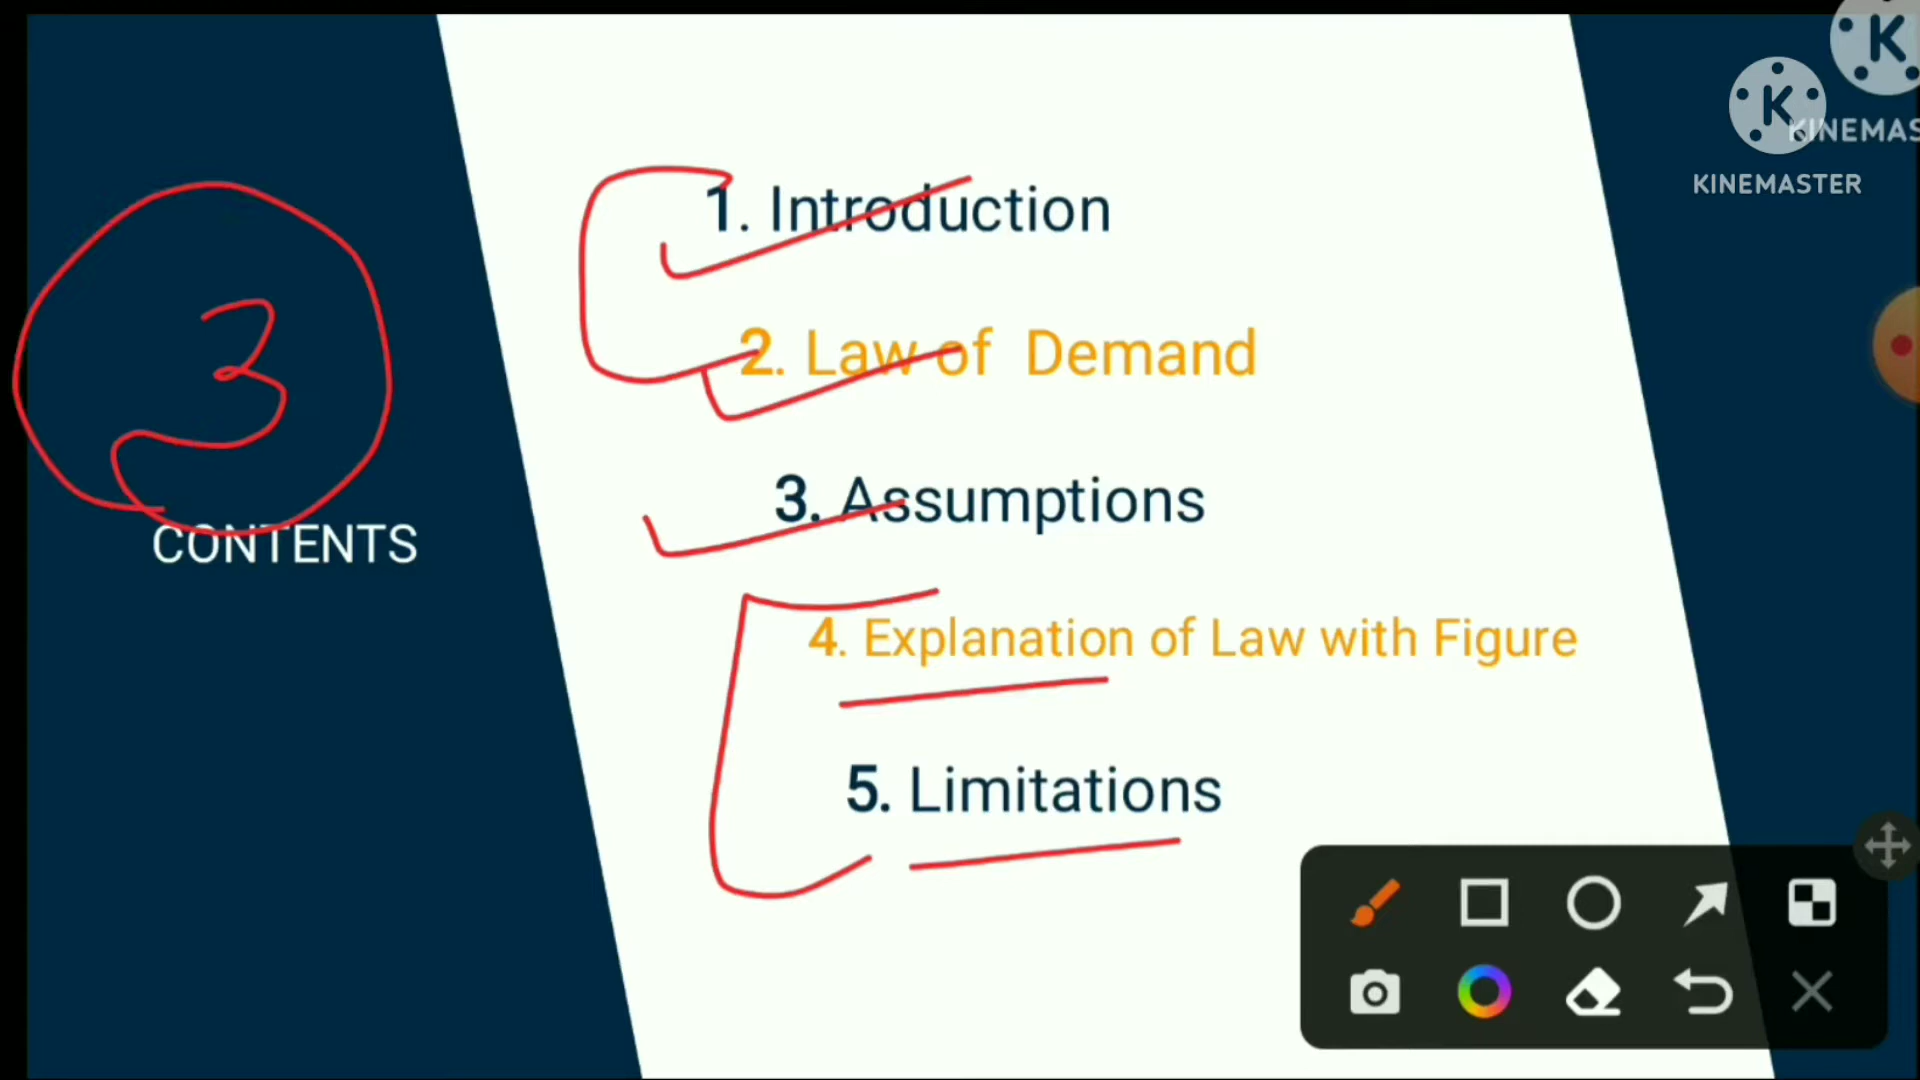 KINEMAS
KINEMASTER
1. Introduction
2. Law of Demand
3
3. Assumptions
CONTENTS
4. Explanation of Law with Figure
5. Limitations